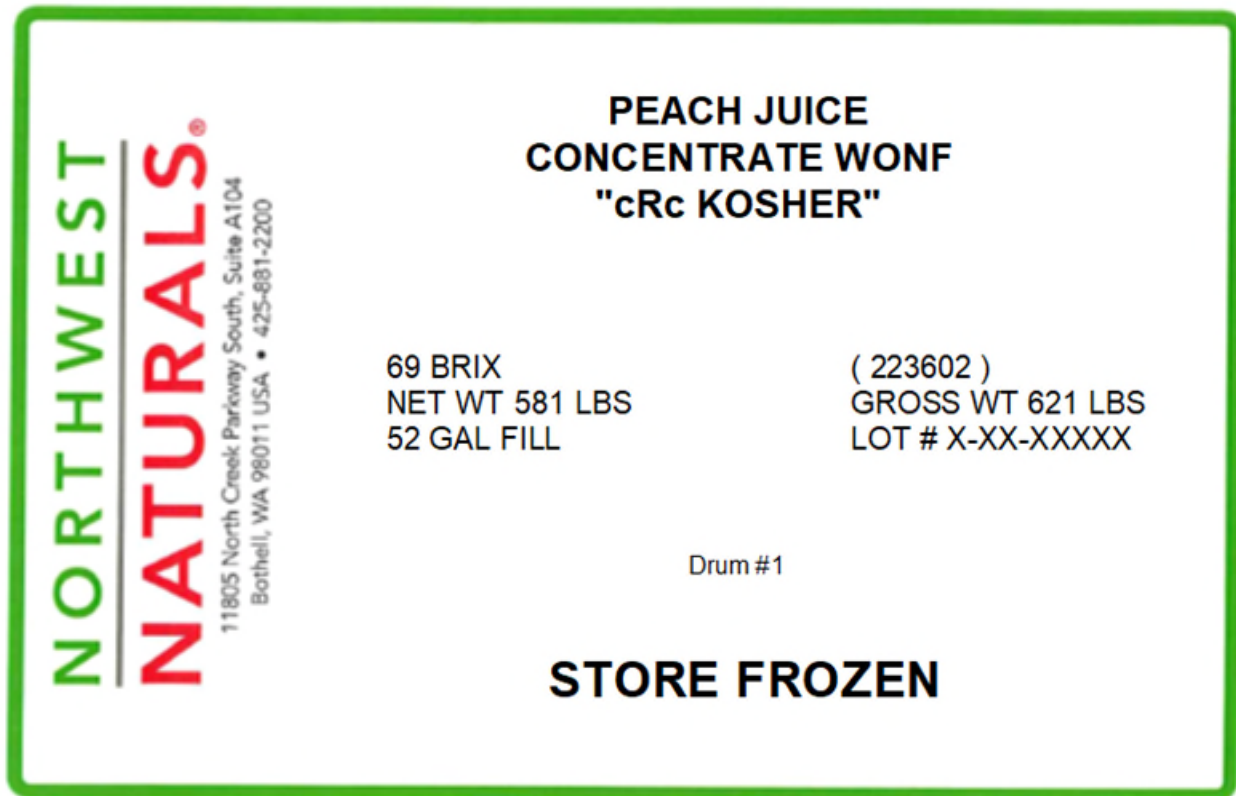 NORTHWEST
NATURALS®
11805 North Creek Parkway South, Suite A104
Bothell, WA 98011 USA • 425-881-2200
PEACH JUICE
CONCENTRATE WONF
"cRc KOSHER"
69 BRIX
NET WT 581 LBS
52 GAL FILL
( 223602 )
GROSS WT 621 LBS
LOT # X-XX-XXXXX
Drum #1
STORE FROZEN